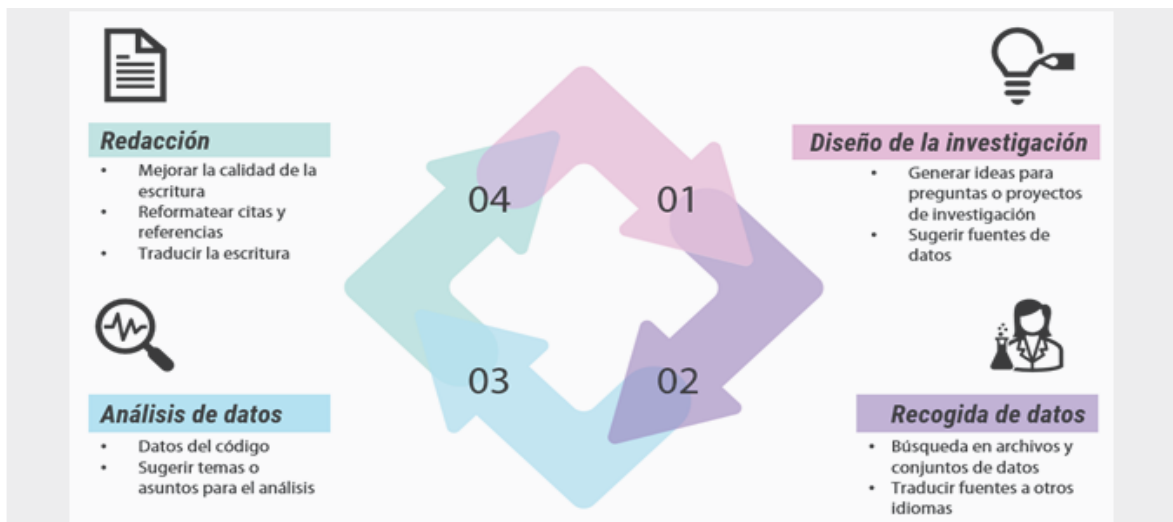 Redacción
• Mejorar la calidad de la
escritura
• Reformatear citas y
referencias
• Traducir la escritura
Diseño de la investigación
• Generar ideas para
preguntas o proyectos
de investigación
• Sugerir fuentes de
datos
04
01
03
02
Análisis de datos
• Datos del código
• Sugerir temas o
asuntos para el análisis
Recogida de datos
• Búsqueda en archivos y
conjuntos de datos
• Traducir fuentes a otros
idiomas